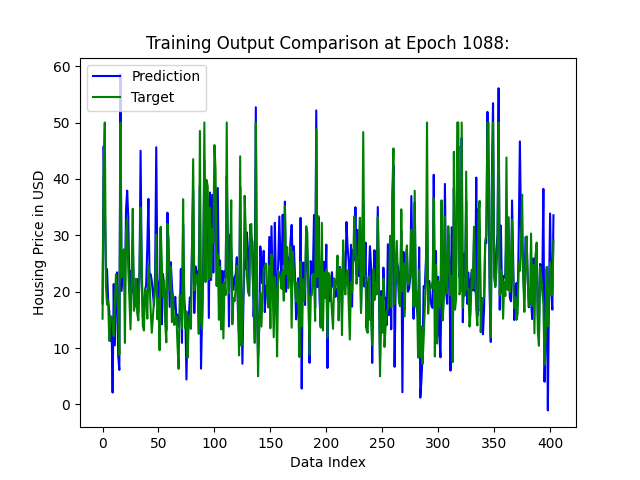 Training Output Comparison at Epoch 1088:
Prediction
Target
Housing Price in USD
60
50
40
30
20
10
0
0 50 100 150 200 250 300 350 400
Data Index